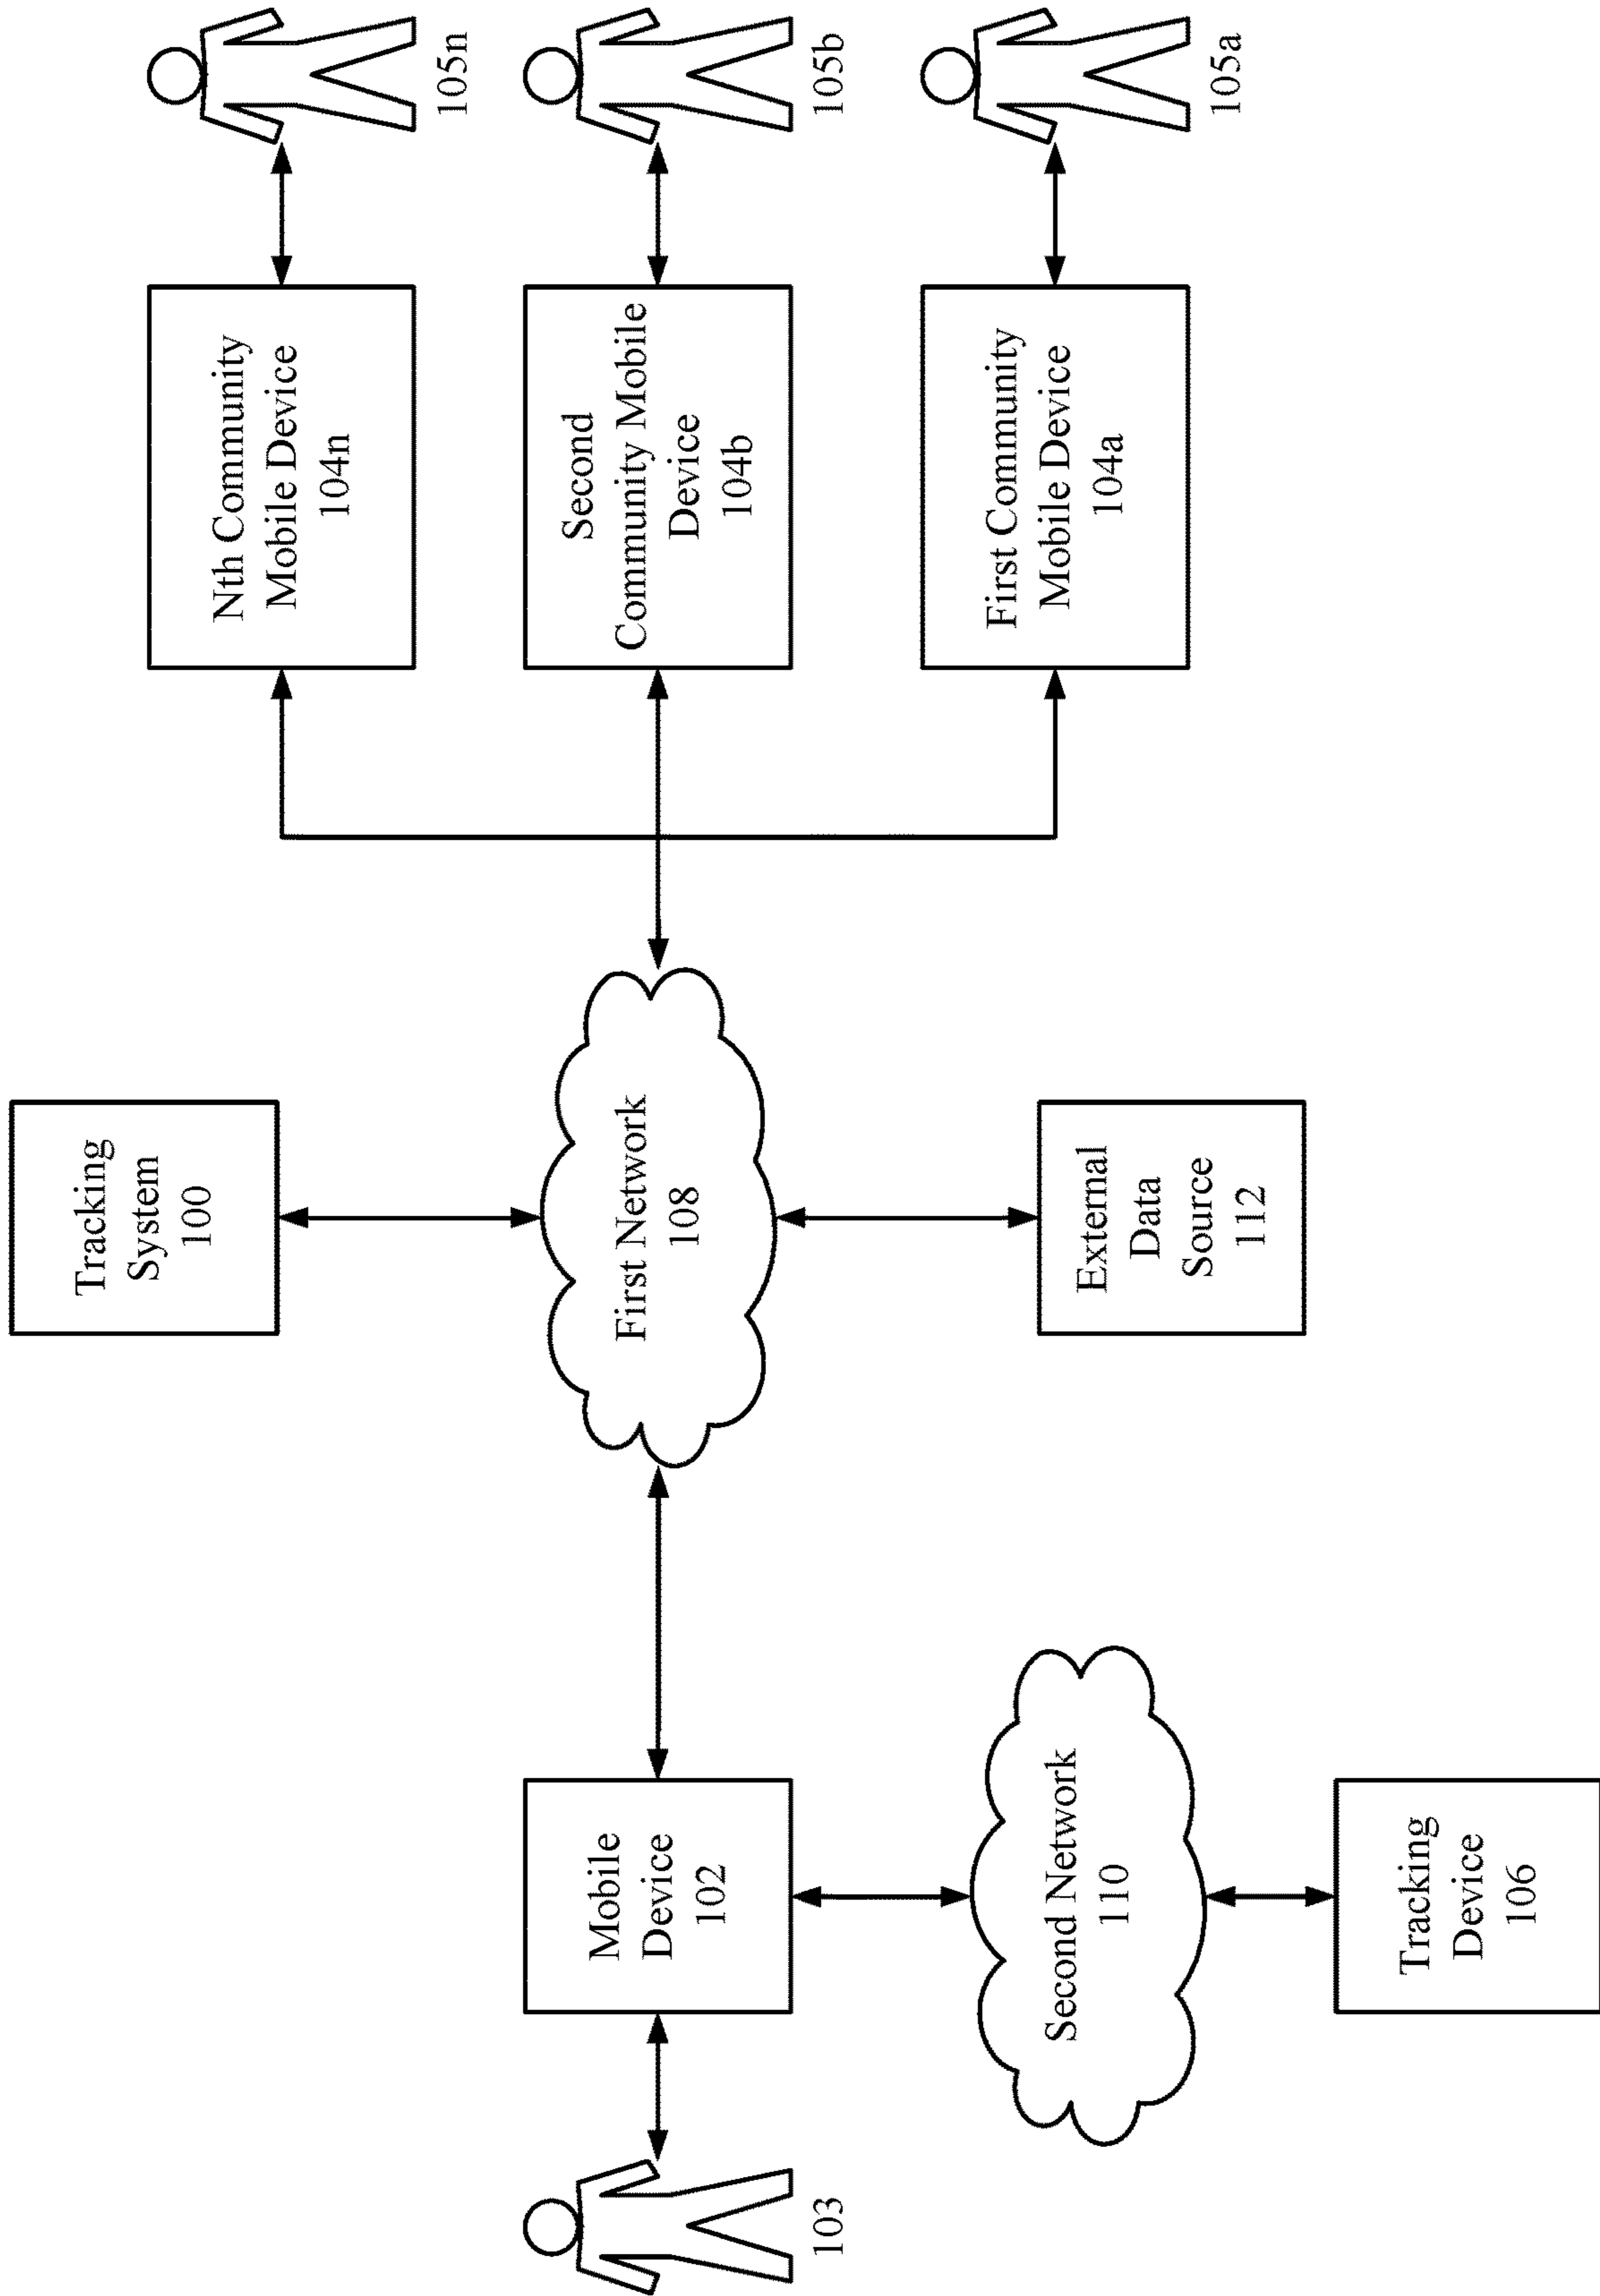 Tracking
System
100
Nth Community
Mobile Device
104n
105n
103
Mobile
Device
102
First Network
108
Second
Community Mobile
Device
104b
105b
Second Network
110
External
Data
Source
112
First Community
Mobile Device
104a
105a
Tracking
Device
106